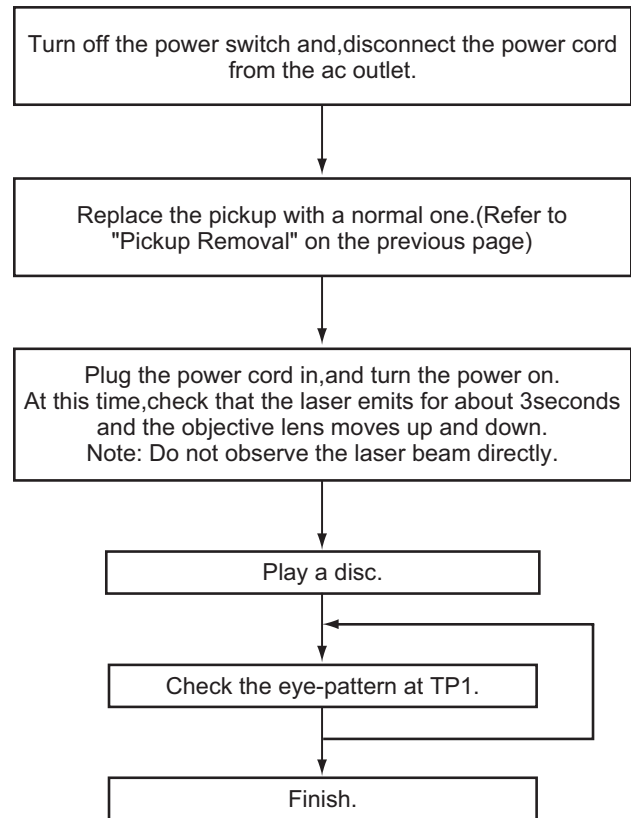 Turn off the power switch and,disconnect the power cord
from the ac outlet.
Replace the pickup with a normal one.(Refer to
"Pickup Removal" on the previous page)
Plug the power cord in,and turn the power on.
At this time,check that the laser emits for about 3seconds
and the objective lens moves up and down.
Note: Do not observe the laser beam directly.
Play a disc.
Check the eye-pattern at TP1.
Finish.